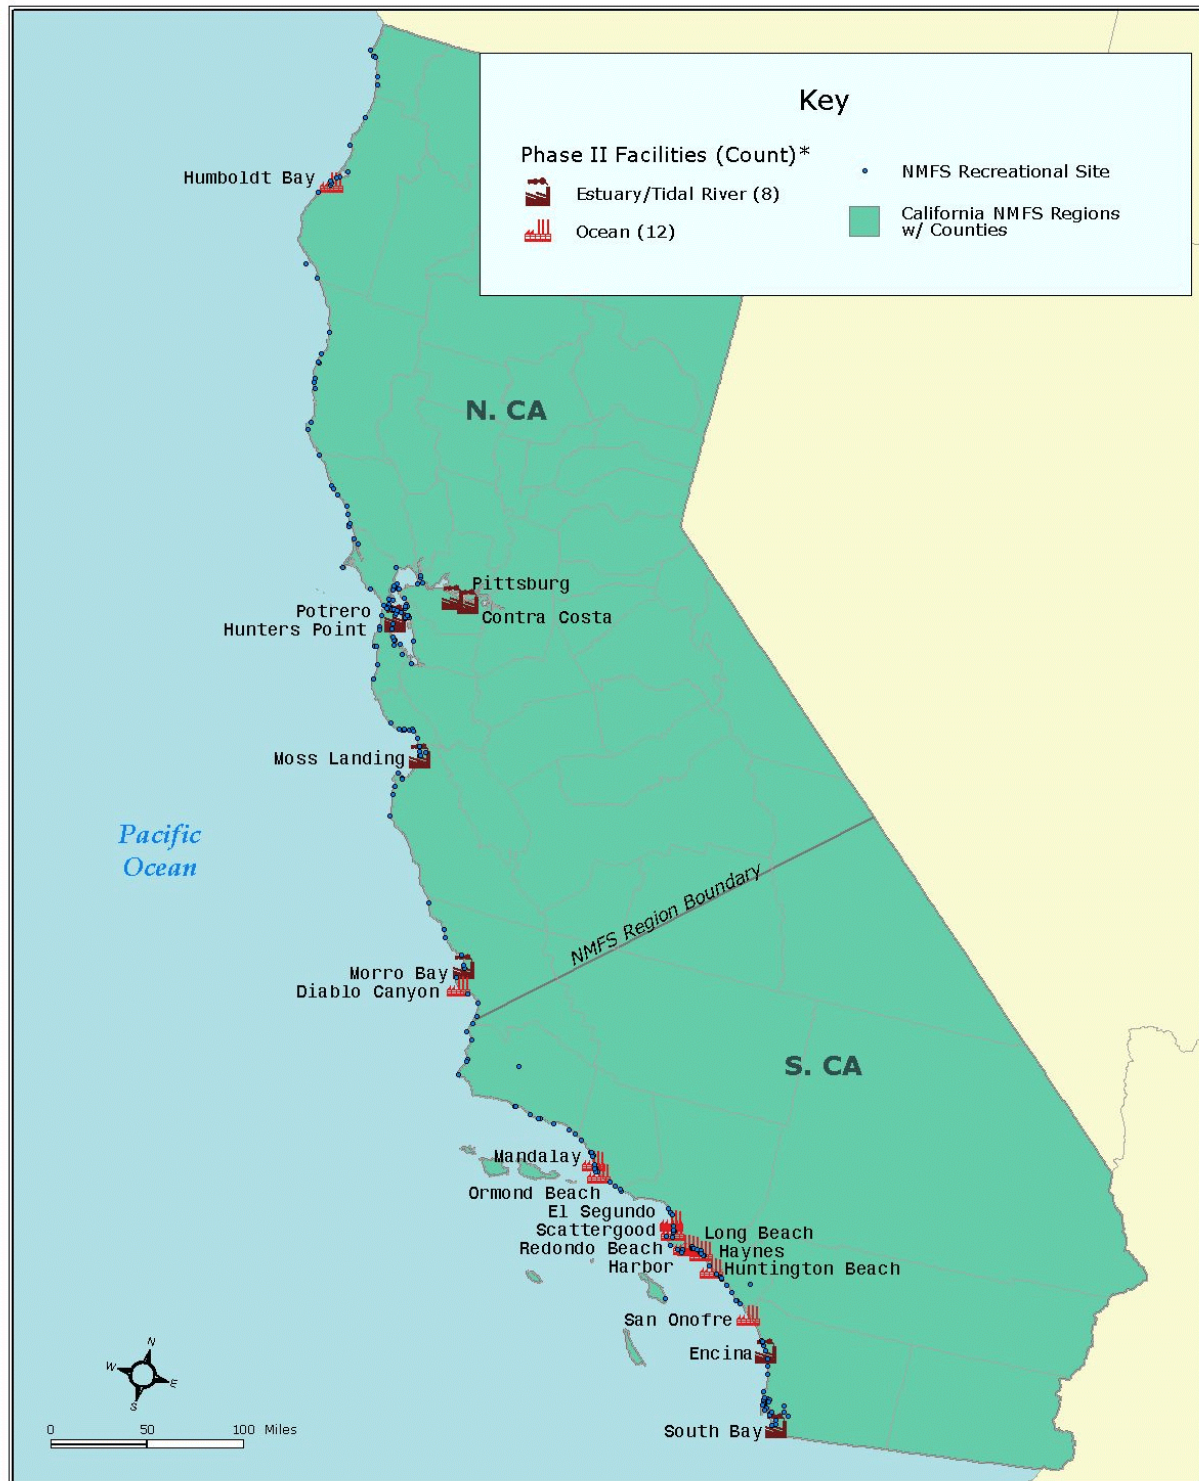 Key
Phase II Facilities (Count)*
Estuary/Tidal River (8)
Ocean (12)
NMFS Recreational Site
California NMFS Regions
w/ Counties
Humboldt Bay
N. CA
Pittsburg
Contra Costa
Potrero
Hunters Point
Moss Landing
Pacific
Ocean
NMFS Region Boundary
Morro Bay
Diablo Canyon
S. CA
Mandalay
Ormond Beach
El Segundo
Scattergood
Long Beach
Redondo Beach
Haynes
Harbor
Huntington Beach
San Onofre
Encina
South Bay
N
W
E
S
0 50 100 Miles